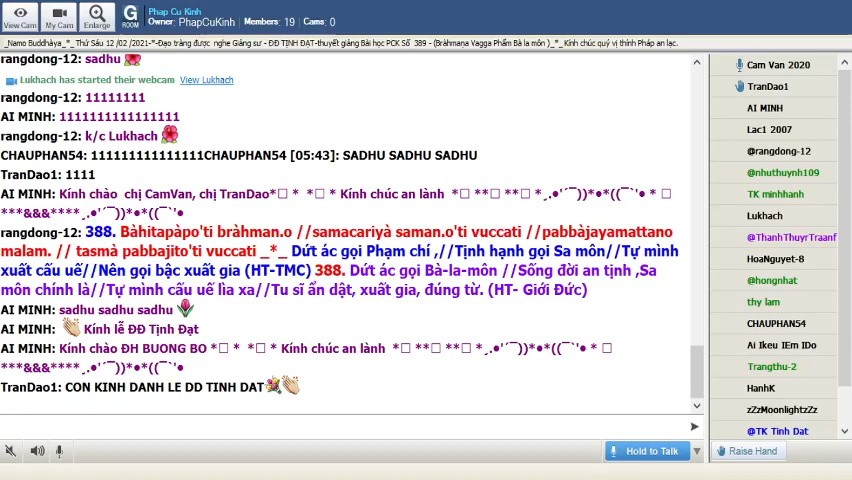 View Cam
My Cam
Enlarge
G
ROOM
Phap Cu Kinh
Owner: PhapCuKinh Members: 19 Cams: 0
_Namo Buddhàya_*_ Thứ Sáu 12 /02 /2021-*-Đạo tràng được nghe Giảng sư - ĐĐ TỊNH ĐẠT-thuyết giảng Bài học PCK Số 389 - (Bràhmaṇa Vagga Phẩm Bà la môn )_*_ Kính chúc quý vị thính Pháp an lạc.
rangdong-12: sadhu
Lukhach has started their webcam View Lukhach
rangdong-12: 11111111
AI MINH: 1111111111111111
rangdong-12: k/c Lukhach
CHAUPHAN54: 111111111111111CHAUPHAN54 [05:43]: SADHU SADHU SADHU
TranDao1: 1111
AI MINH: Kính chào chị CamVan, chị TranDao*□ * *□ * Kính chúc an lành *□ **□ **□ *¸.•'´¯))*•*((¯`'• * □
***&&&****¸.•'´¯))*•*((¯`'•
rangdong-12: 388. Bàhitapàpo'ti bràhman.o //samacariyà saman.o'ti vuccati //pabbàjayamattano
malam. // tasmà pabbajito'ti vuccati _*_ Dứt ác gọi Phạm chí ,//Tịnh hạnh gọi Sa môn//Tự mình
xuất cấu uế//Nên gọi bậc xuất gia (HT-TMC) 388. Dứt ác gọi Bà-la-môn //Sống đời an tịnh ,Sa
môn chính là//Tự mình cấu uế lìa xa//Tu sĩ ẩn dật, xuất gia, đúng từ. (HT- Giới Đức)
AI MINH: sadhu sadhu sadhu
AI MINH: Kính lễ ĐĐ Tịnh Đạt
AI MINH: Kính chào ĐH BUONG BO *□ * *□ * Kính chúc an lành *□ **□ **□ *¸.•'´¯))*•*((¯`'• * □
***&&&****¸.•'´¯))*•*((¯`'•
TranDao1: CON KINH DANH LE DD TINH DAT
Cam Van 2020
TranDao1
AI MINH
Lac1 2007
@rangdong-12
@nhuthuynh109
TK minhhanh
Lukhach
@ThanhThuyrTraanf
HoaNguyet-8
@hongnhat
thy lam
CHAUPHAN54
Ai Ikeu IEm IDo
Trangthu-2
HanhK
zZzMoonlightzZz
@TK Tinh Dat
Hold to Talk
Raise Hand